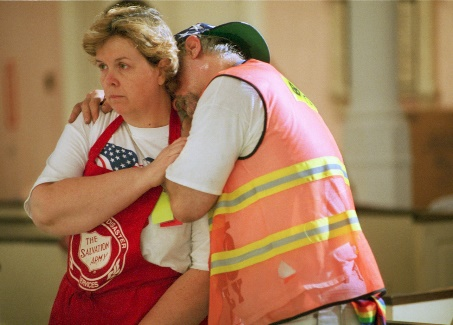 DISASTER
THE
SALVATION
ARMY
SERVICES